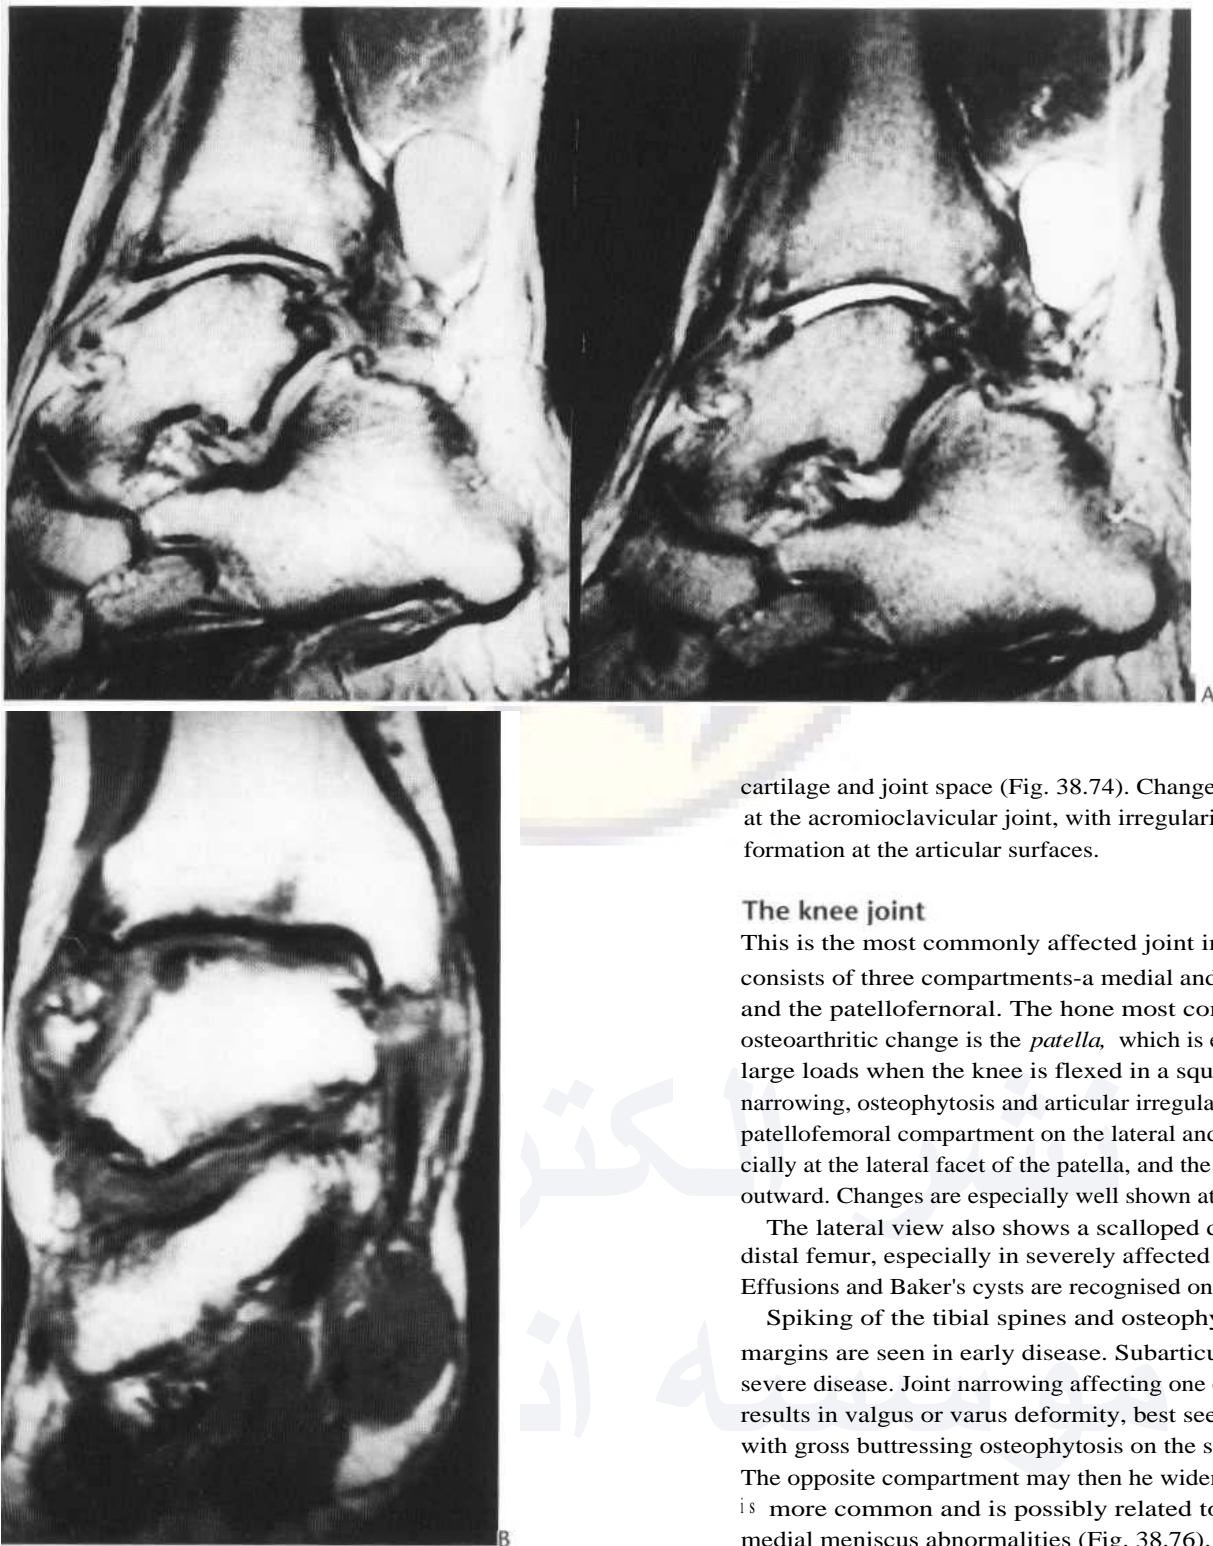 A
B
cartilage and joint space (Fig. 38.74). Change
at the acromioclavicular joint, with irregulari
formation at the articular surfaces.
The knee joint
This is the most commonly affected joint i
consists of three compartments-a medial and
and the patellofernoral. The hone most co
osteoarthritic change is the patella, which is e
large loads when the knee is flexed in a squ
narrowing, osteophytosis and articular irregula
patellofemoral compartment on the lateral and
cially at the lateral facet of the patella, and the
outward. Changes are especially well shown at
The lateral view also shows a scalloped
distal femur, especially in severely affected
Effusions and Baker's cysts are recognised on
Spiking of the tibial spines and osteophy
margins are seen in early disease. Subarticu
severe disease. Joint narrowing affecting one
results in valgus or varus deformity, best see
with gross buttressing osteophytosis on the s
The opposite compartment may then he wider
is more common and is possibly related to
medial meniscus abnormalities (Fig. 38.76).
نشر الکتر
موسسه اند